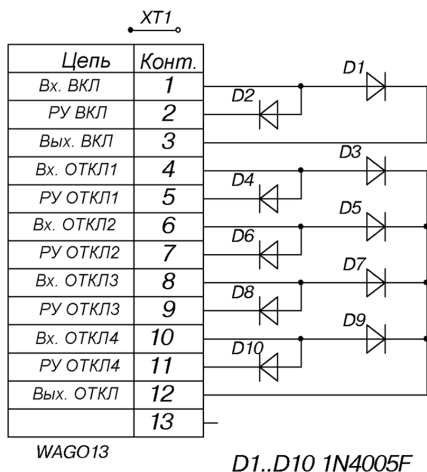 XT1
Цепь Конт.
Вх. ВКЛ 1
D1
РУ ВКЛ 2
D2
Вых. ВКЛ 3
Вх. ОТКЛ1 4
D3
РУ ОТКЛ1 5
D4
Вх. ОТКЛ2 6
D5
РУ ОТКЛ2 7
D6
Вх. ОТКЛ3 8
D7
РУ ОТКЛ3 9
D8
Вх. ОТКЛ4 10
D9
РУ ОТКЛ4 11
D10
Вых. ОТКЛ 12
13
WAGO13
D1..D10 1N4005F